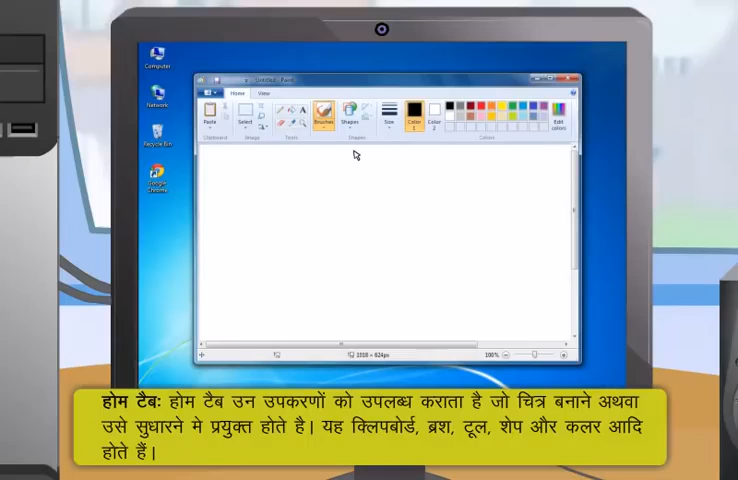 Computer
Network
Recycle Bin
Google
Chrome
Untitled - Paint
Home View
Paste
Select
Brushes
Shapes
Size
Color
1
Color
2
Edit
colors
Clipboard Image Tools Shapes Colors
100%
होम टैबः होम टैब उन उपकरणों को उपलब्ध कराता है जो चित्र बनाने अथवा
उसे सुधारने मे प्रयुक्त होते है। यह क्लिपबोर्ड, ब्रश, टूल, शेप और कलर आदि
होते हैं।